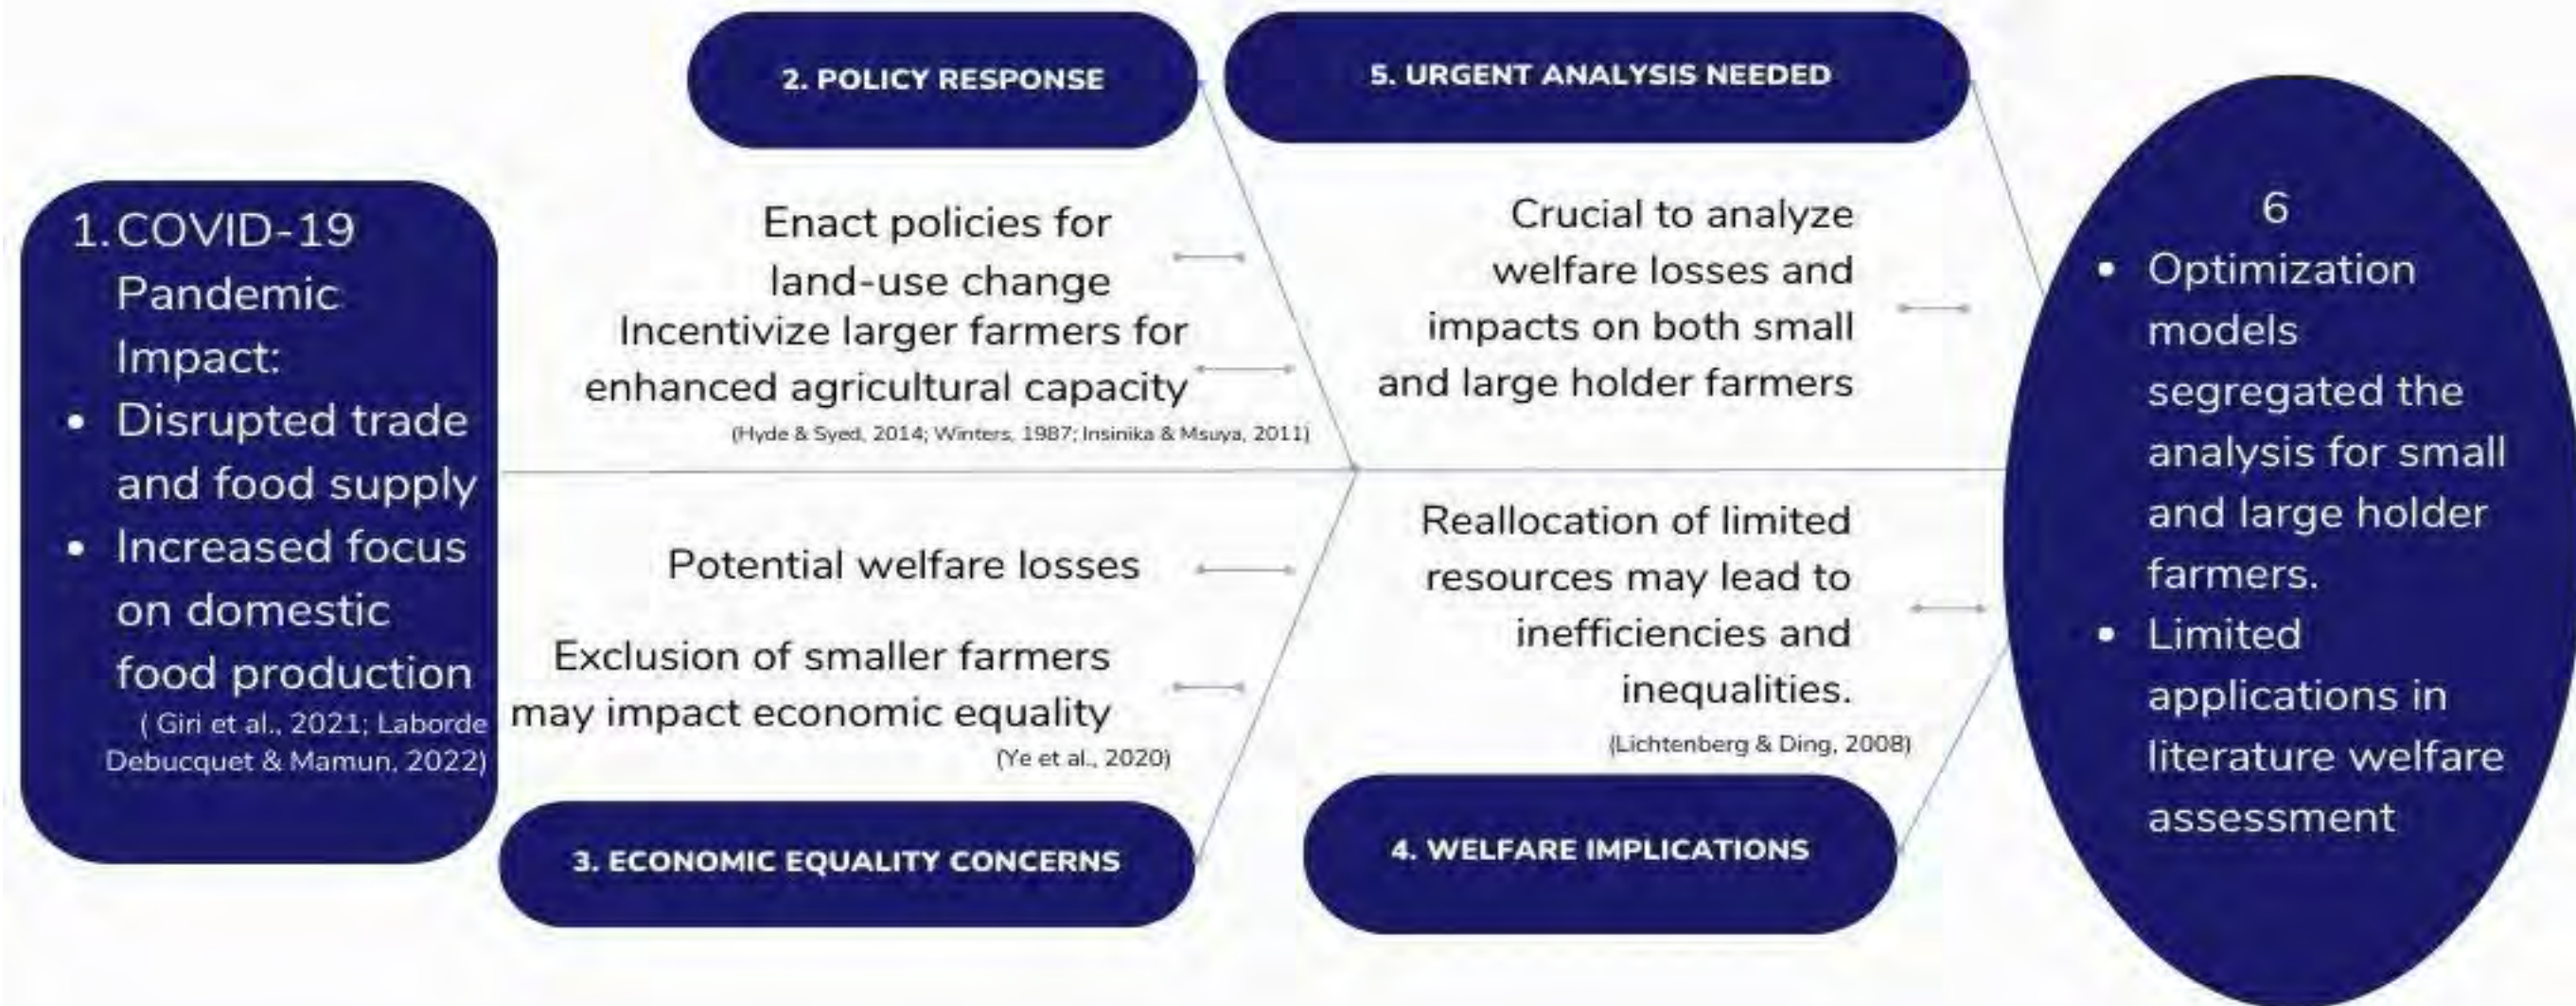 1. COVID-19
Pandemic
Impact:
• Disrupted trade
and food supply
• Increased focus
on domestic
food production
( Giri et al., 2021; Laborde
Debucquet & Mamun, 2022)
2. POLICY RESPONSE
Enact policies for
land-use change
Incentivize larger farmers for
enhanced agricultural capacity
(Hyde & Syed, 2014; Winters, 1987; Insinika & Msuya, 2011)
Potential welfare losses
Exclusion of smaller farmers
may impact economic equality
(Ye et al., 2020)
3. ECONOMIC EQUALITY CONCERNS
5. URGENT ANALYSIS NEEDED
Crucial to analyze
welfare losses and
impacts on both small
and large holder farmers
Reallocation of limited
resources may lead to
inefficiencies and
inequalities.
(Lichtenberg & Ding, 2008)
4. WELFARE IMPLICATIONS
6
• Optimization
models
segregated the
analysis for small
and large holder
farmers.
• Limited
applications in
literature welfare
assessment